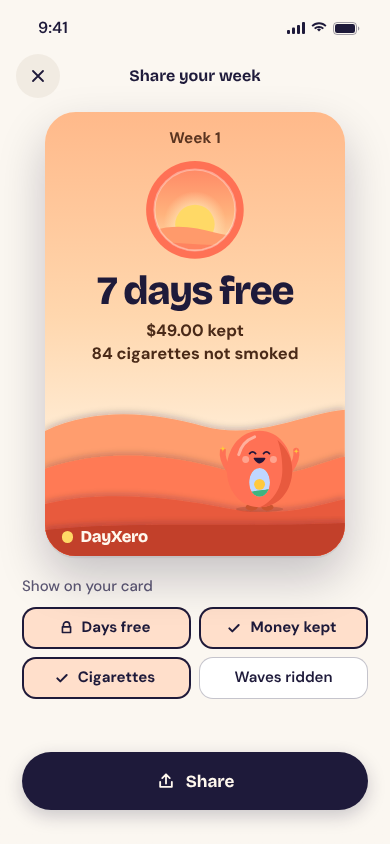 9:41
Share your week
Week 1
7 days free
$49.00 kept
84 cigarettes not smoked
DayXero
Show on your card
Days free
Money kept
Cigarettes
Waves ridden
Share